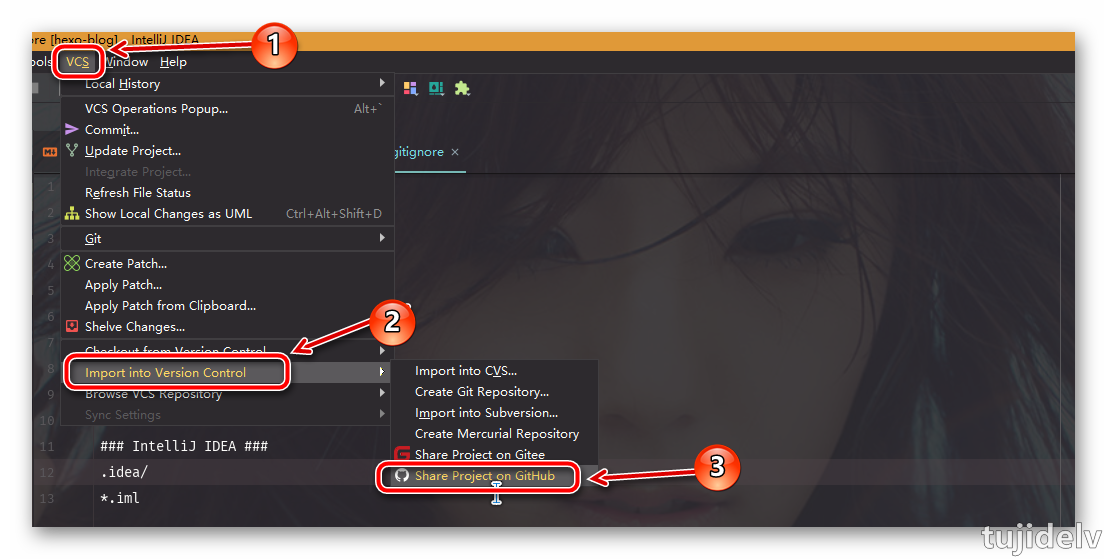 ore [hexo-blog] - IntelliJ IDEA
1
ools VCS Window Help
Local History
VCS Operations Popup... Alt+`
Commit...
Update Project...
gitignore ×
Integrate Project...
1
Refresh File Status
2
Show Local Changes as UML Ctrl+Alt+Shift+D
3
Git
4
Create Patch...
5
Apply Patch...
6
Apply Patch from Clipboard...
Shelve Changes...
2
7
Checkout from Version Control
8
Import into Version Control
Import into CVS...
9
Browse VCS Repository
Create Git Repository...
10
Sync Settings
Import into Subversion...
Create Mercurial Repository
11 ### IntelliJ IDEA ###
Share Project on Gitee
12 .idea/
Share Project on GitHub
3
13 *.iml
tujidelv